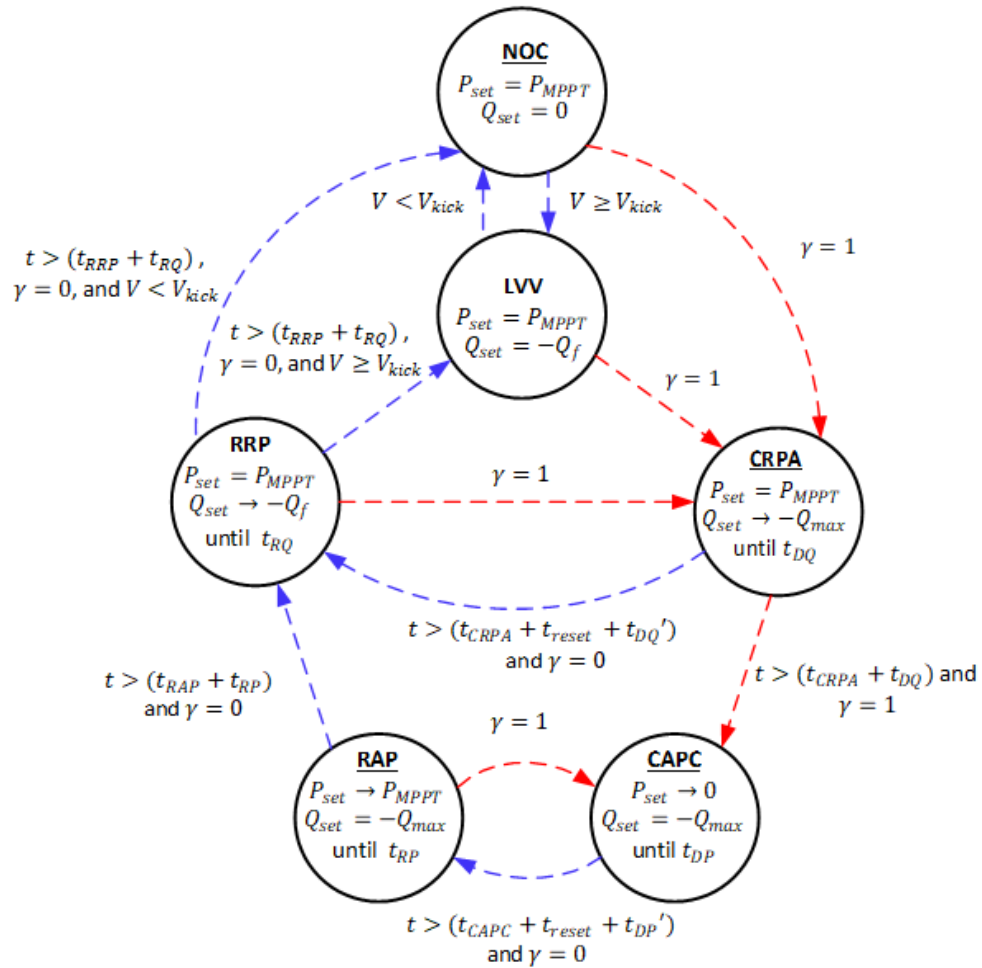 NOC
P_set = P_MPPT
Q_set = 0
V < V_kick
V ≥ V_kick
t > (t_RRP + t_RQ) ,
γ = 0, and V < V_kick
γ = 1
LVV
P_set = P_MPPT
Q_set = −Q_f
t > (t_RRP + t_RQ) ,
γ = 0, and V ≥ V_kick
γ = 1
RRP
P_set = P_MPPT
Q_set → −Q_f
until t_RQ
γ = 1
CRPA
P_set = P_MPPT
Q_set → −Q_max
until t_DQ
t > (t_CRPA + t_reset + t_DQ′)
and γ = 0
t > (t_RAP + t_RP)
and γ = 0
t > (t_CRPA + t_DQ) and
γ = 1
γ = 1
RAP
P_set → P_MPPT
Q_set = −Q_max
until t_RP
CAPC
P_set → 0
Q_set = −Q_max
until t_DP
t > (t_CAPC + t_reset + t_DP′)
and γ = 0